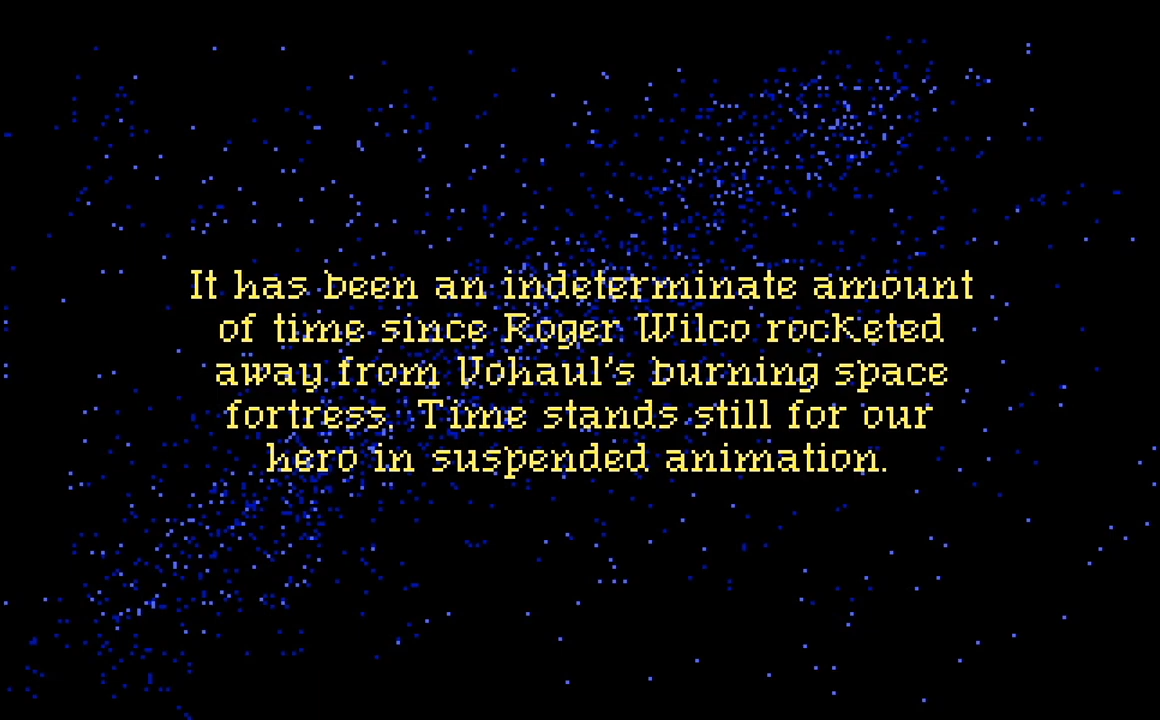 It has been an indeterminate amount
of time since Roger Wilco rocketed
away from Vohaul's burning space
fortress. Time stands still for our
hero in suspended animation.